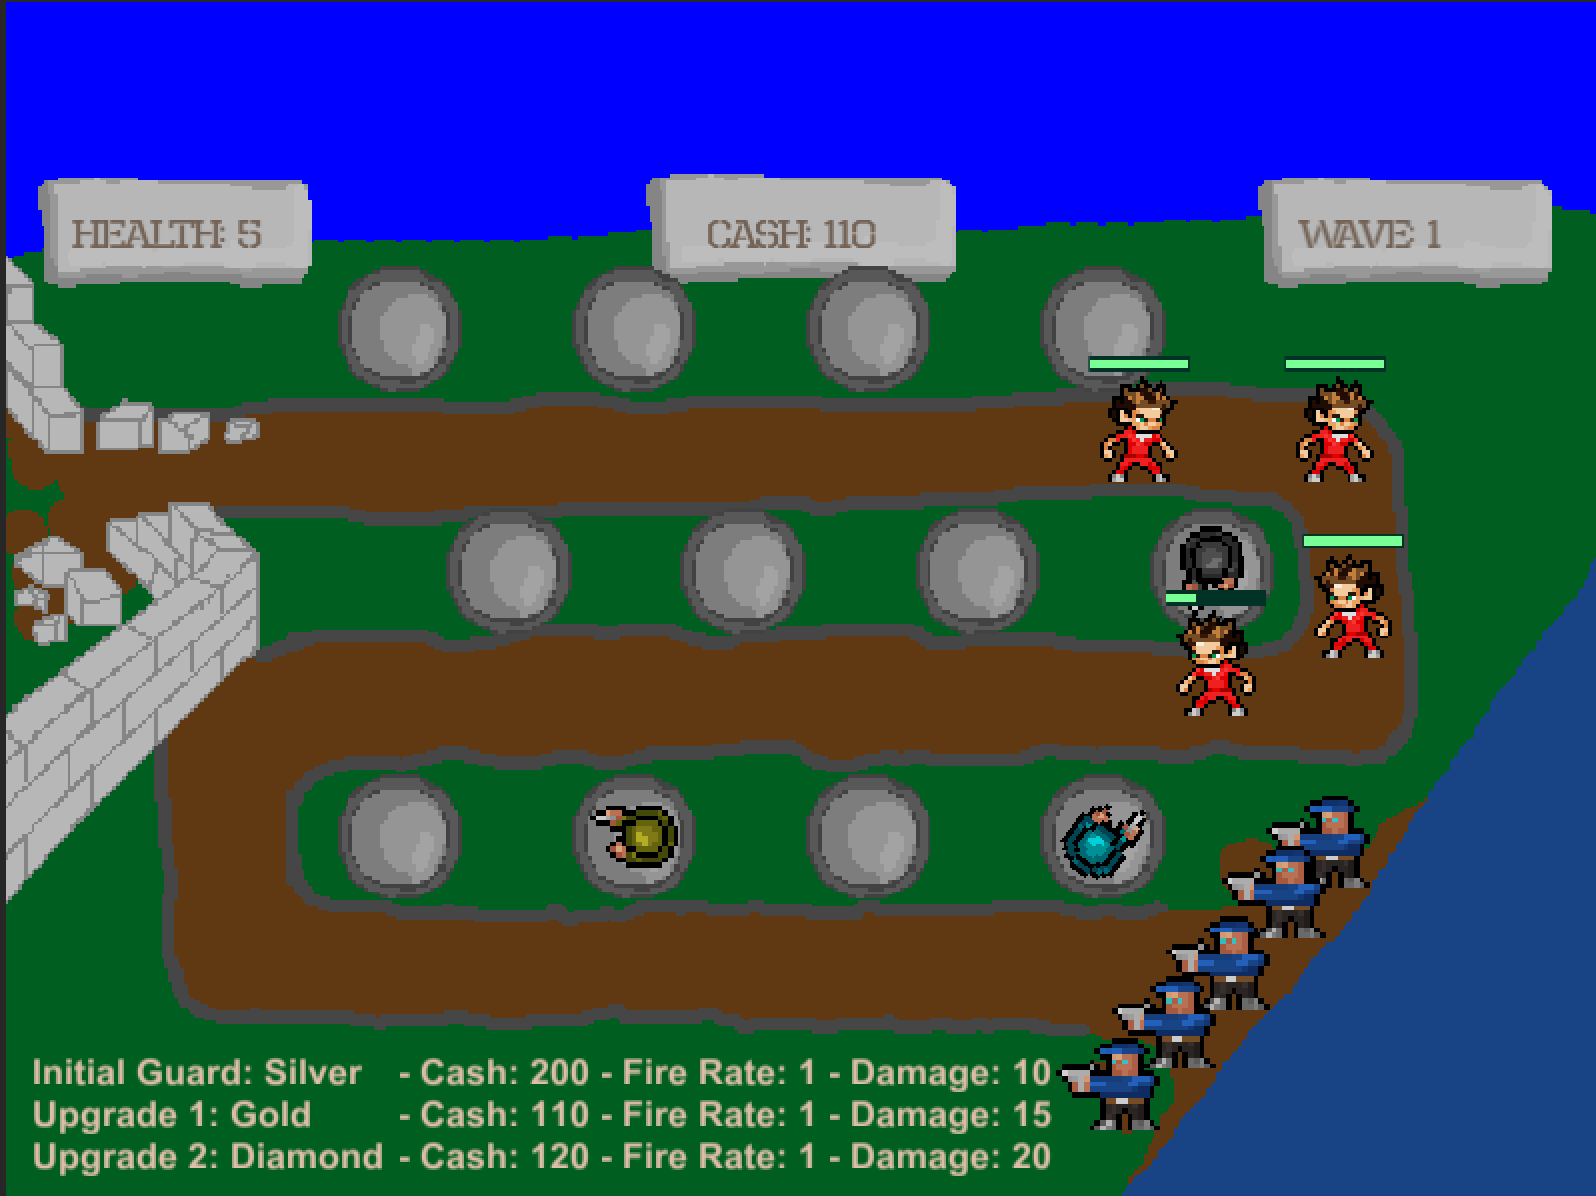 HEALTH: 5
CASH: 110
WAVE: 1
Initial Guard: Silver - Cash: 200 - Fire Rate: 1 - Damage: 10
Upgrade 1: Gold - Cash: 110 - Fire Rate: 1 - Damage: 15
Upgrade 2: Diamond - Cash: 120 - Fire Rate: 1 - Damage: 20